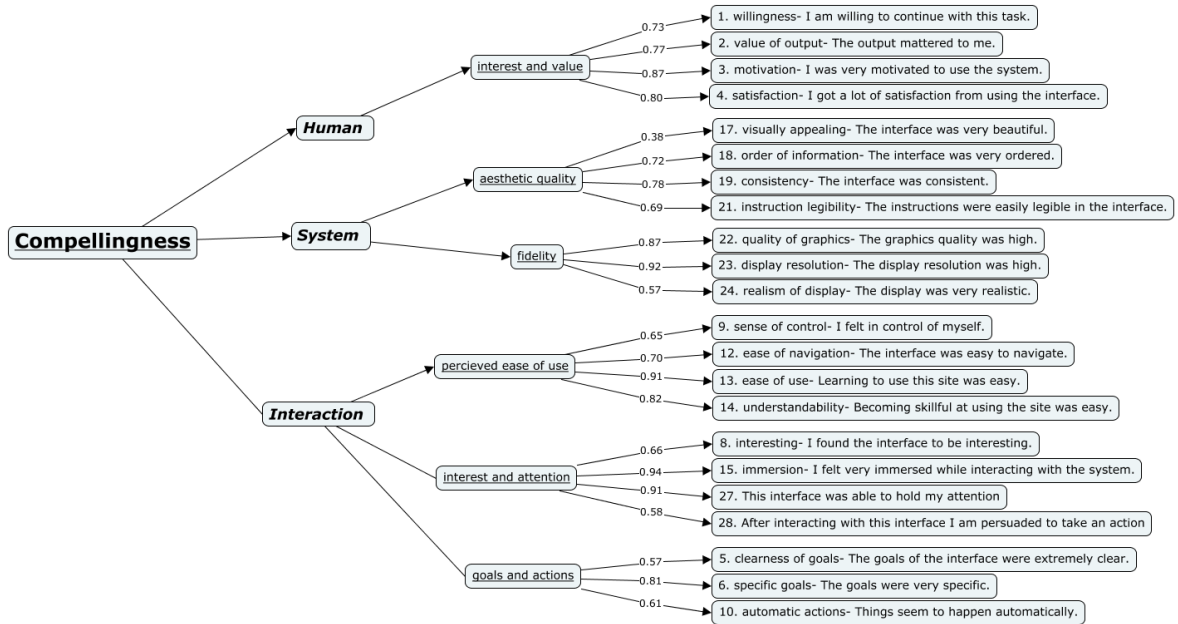 Compellingness
Human
interest and value
0.73
1. willingness- I am willing to continue with this task.
0.77
2. value of output- The output mattered to me.
0.87
3. motivation- I was very motivated to use the system.
0.80
4. satisfaction- I got a lot of satisfaction from using the interface.
System
aesthetic quality
0.38
17. visually appealing- The interface was very beautiful.
0.72
18. order of information- The interface was very ordered.
0.78
19. consistency- The interface was consistent.
0.69
21. instruction legibility- The instructions were easily legible in the interface.
fidelity
0.87
22. quality of graphics- The graphics quality was high.
0.92
23. display resolution- The display resolution was high.
0.57
24. realism of display- The display was very realistic.
Interaction
percieved ease of use
0.65
9. sense of control- I felt in control of myself.
0.70
12. ease of navigation- The interface was easy to navigate.
0.91
13. ease of use- Learning to use this site was easy.
0.82
14. understandability- Becoming skillful at using the site was easy.
interest and attention
0.66
8. interesting- I found the interface to be interesting.
0.94
15. immersion- I felt very immersed while interacting with the system.
0.91
27. This interface was able to hold my attention
0.58
28. After interacting with this interface I am persuaded to take an action
goals and actions
0.57
5. clearness of goals- The goals of the interface were extremely clear.
0.81
6. specific goals- The goals were very specific.
0.61
10. automatic actions- Things seem to happen automatically.